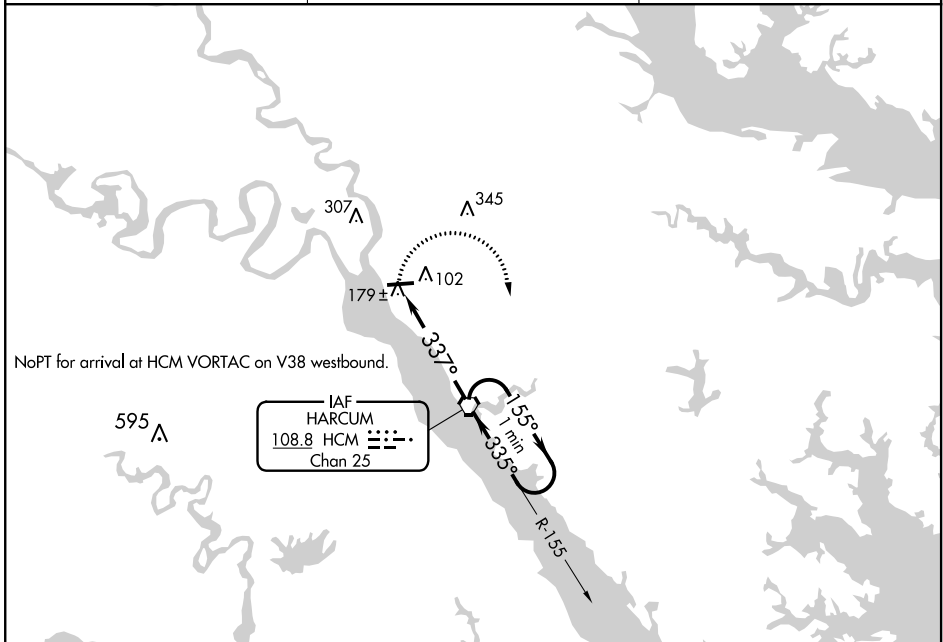 345
307
102
179±
337°
NoPT for arrival at HCM VORTAC on V38 westbound.
IAF
HARCUM
108.8 HCM
Chan 25
595
155°
1 min
335°
R-155